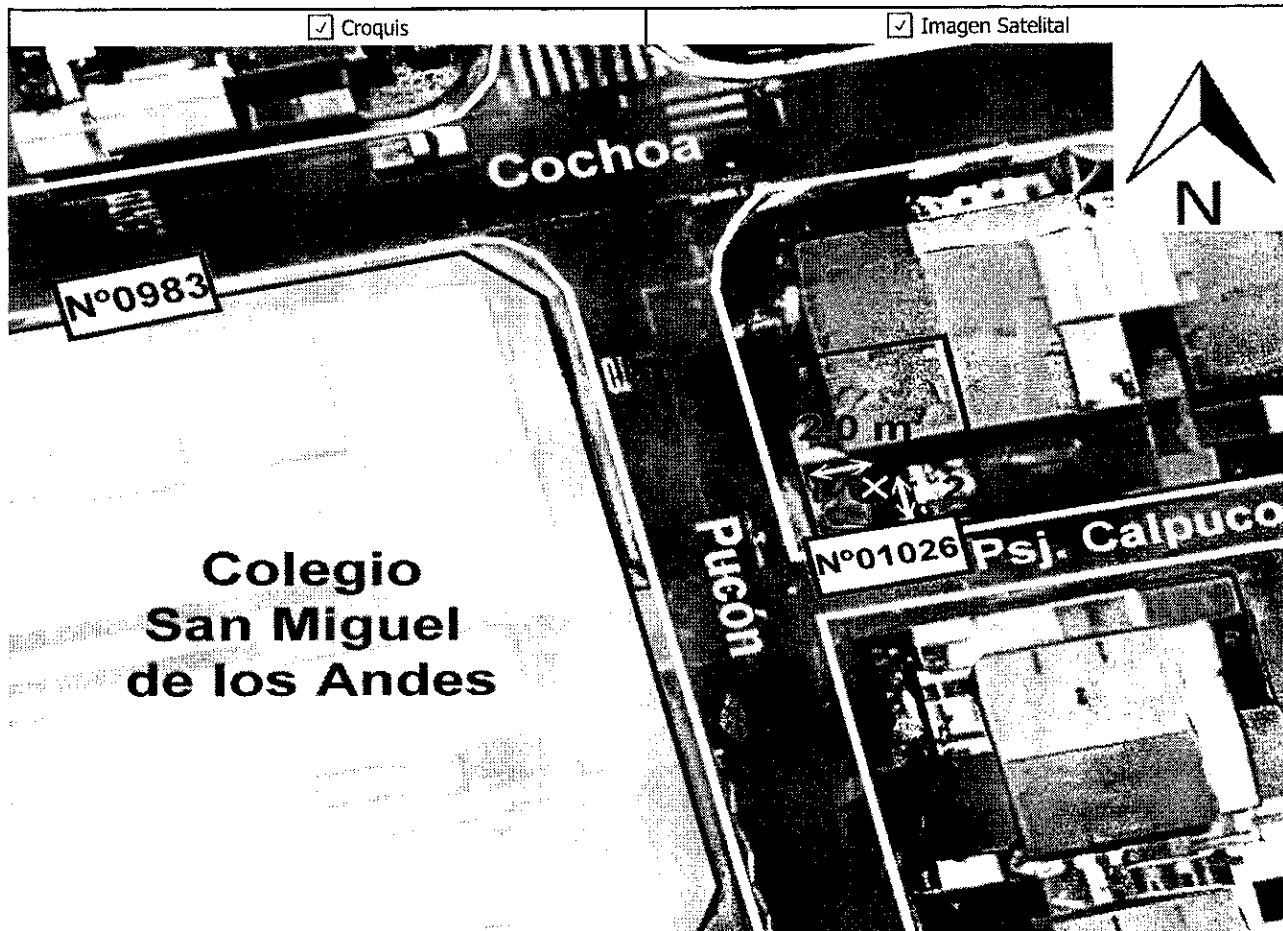 Croquis
Imagen Satelital
Cochoa
N
Nº0983
2.0 m
Pucón
Nº01026
Psj. Calpuco
Colegio
San Miguel
de los Andes